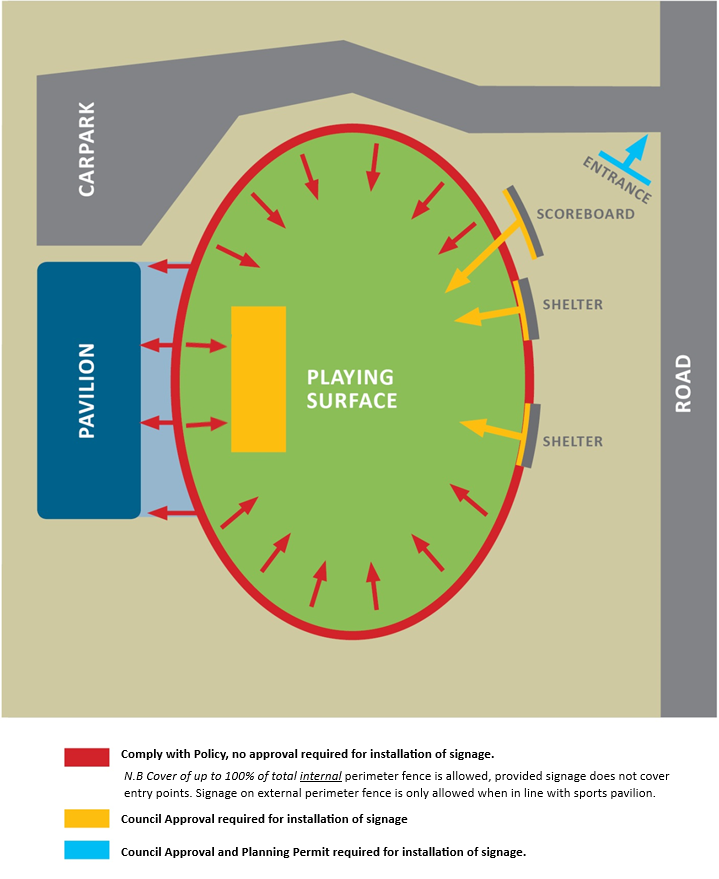 CARPARK
ENTRANCE
SCOREBOARD
SHELTER
PAVILION
PLAYING
SURFACE
ROAD
SHELTER
Comply with Policy, no approval required for installation of signage.
N.B Cover of up to 100% of total internal perimeter fence is allowed, provided signage does not cover
entry points. Signage on external perimeter fence is only allowed when in line with sports pavilion.
Council Approval required for installation of signage
Council Approval and Planning Permit required for installation of signage.